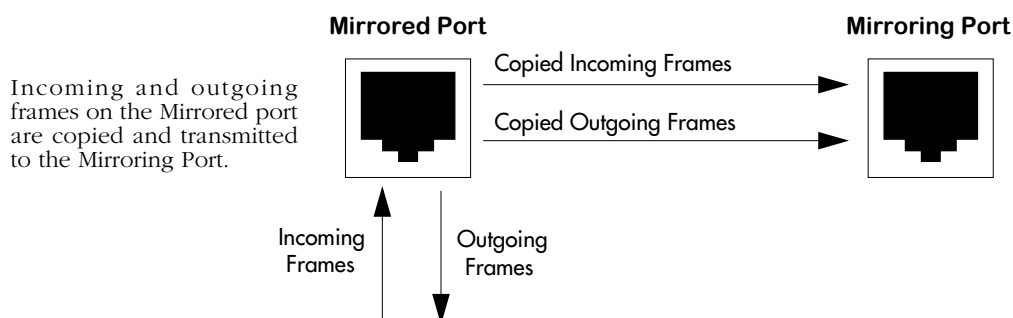 Mirrored Port
Mirroring Port
Incoming and outgoing
frames on the Mirrored port
are copied and transmitted
to the Mirroring Port.
Copied Incoming Frames
Copied Outgoing Frames
Incoming
Frames
Outgoing
Frames